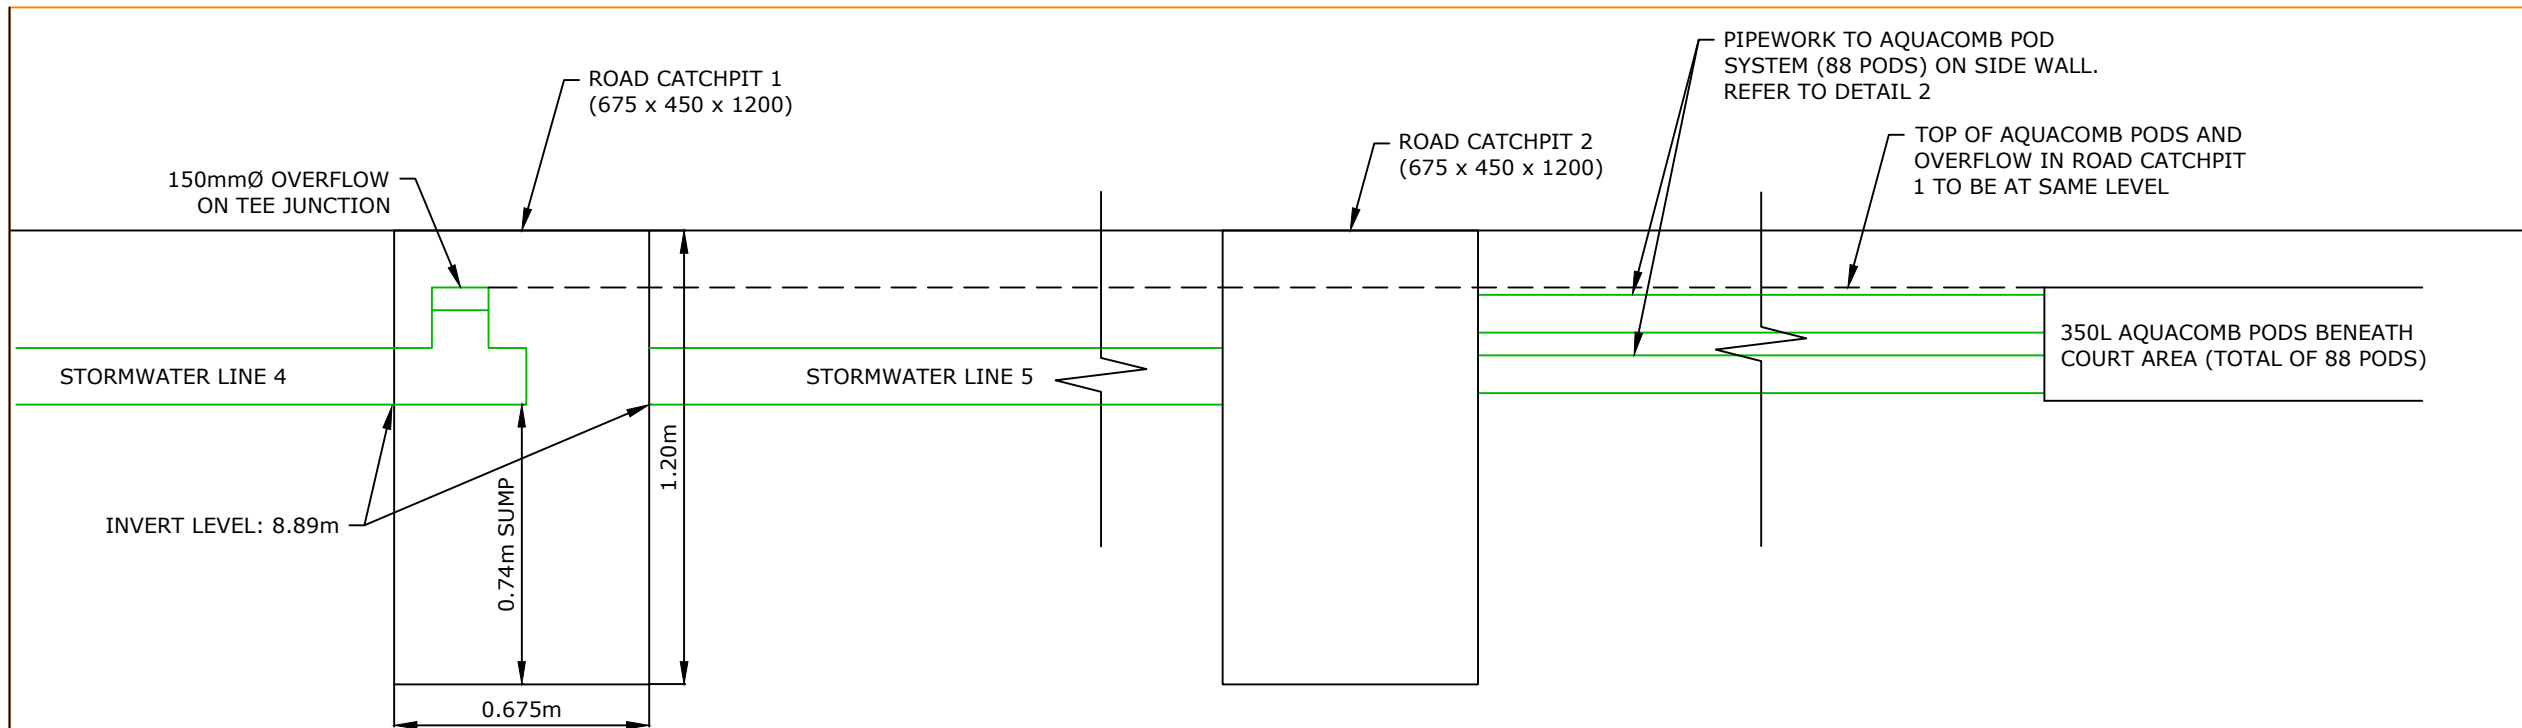 PIPEWORK TO AQUACOMB POD
SYSTEM (88 PODS) ON SIDE WALL.
REFER TO DETAIL 2
ROAD CATCHPIT 1
(675 x 450 x 1200)
TOP OF AQUACOMB PODS AND
OVERFLOW IN ROAD CATCHPIT
1 TO BE AT SAME LEVEL
ROAD CATCHPIT 2
(675 x 450 x 1200)
150mmØ OVERFLOW
ON TEE JUNCTION
350L AQUACOMB PODS BENEATH
COURT AREA (TOTAL OF 88 PODS)
STORMWATER LINE 4
STORMWATER LINE 5
1.20m
0.74m SUMP
INVERT LEVEL: 8.89m
0.675m